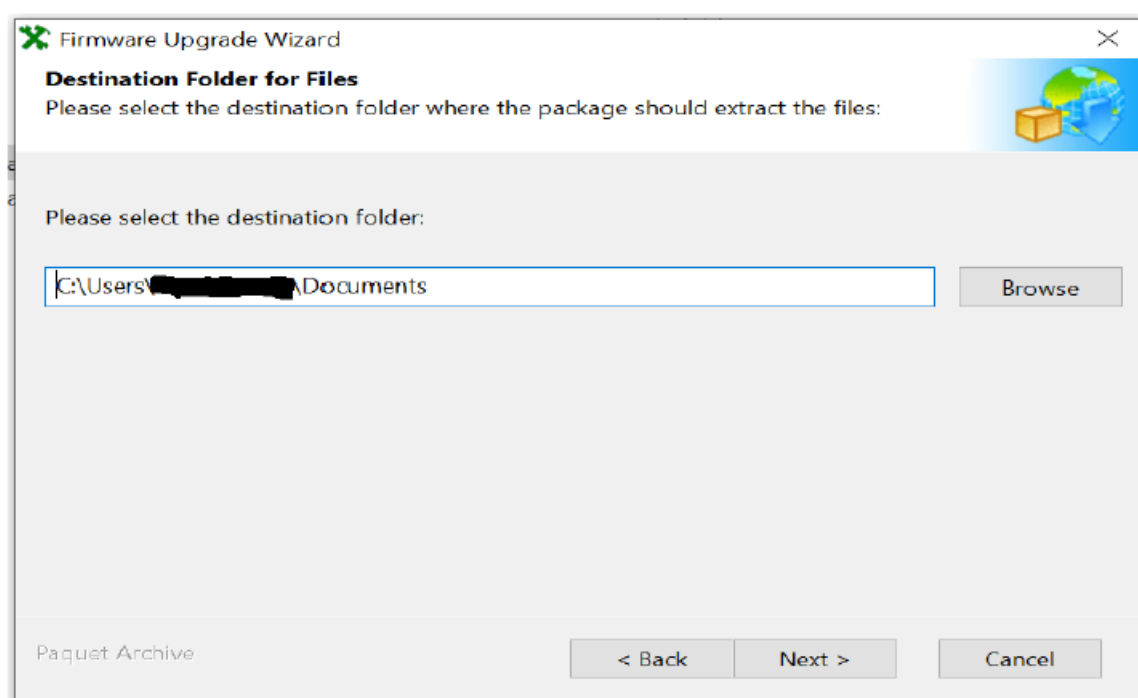 Firmware Upgrade Wizard
Destination Folder for Files
Please select the destination folder where the package should extract the files:
Please select the destination folder:
C:\Users\ \Documents
Browse
Paquet Archive
< Back
Next >
Cancel